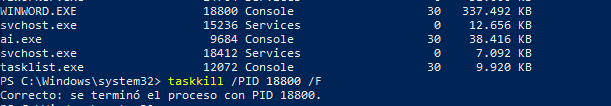 WINWORD.EXE 18800 Console 30 337.492 KB
svchost.exe 15236 Services 0 12.656 KB
ai.exe 9684 Console 30 38.416 KB
svchost.exe 18412 Services 0 7.092 KB
tasklist.exe 12072 Console 30 9.920 KB
PS C:\Windows\system32> taskkill /PID 18800 /F
Correcto: se terminó el proceso con PID 18800.